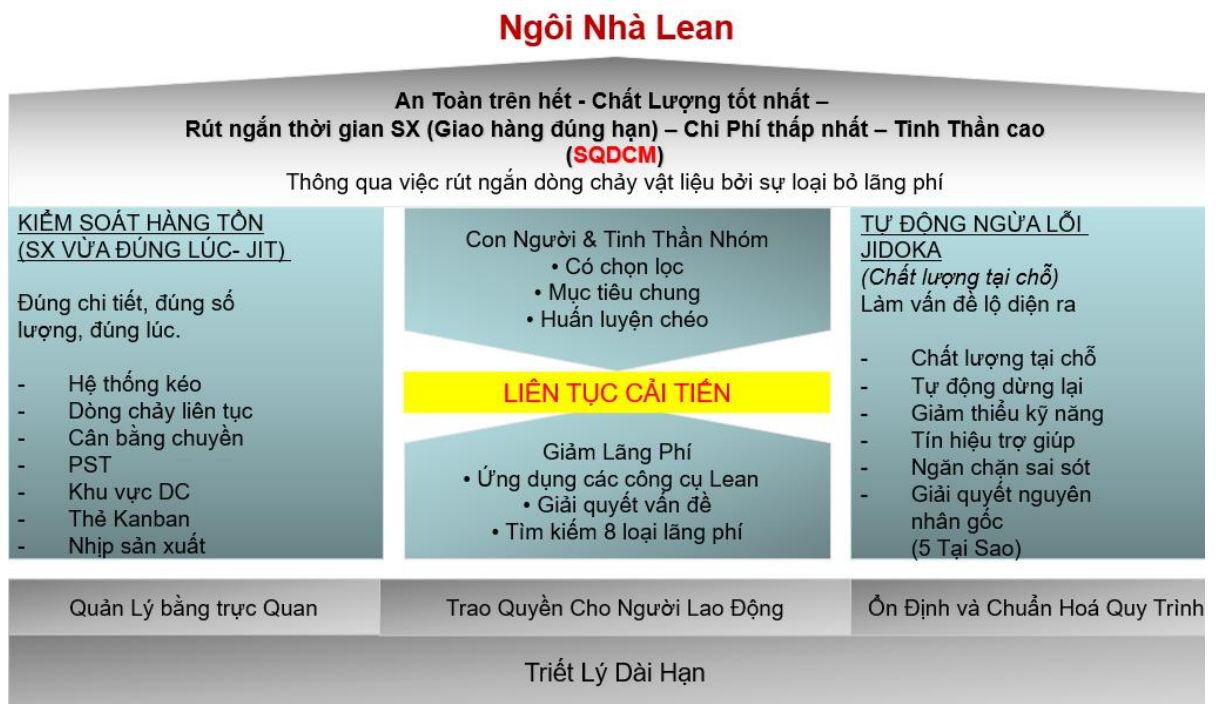 Ngôi Nhà Lean
An Toàn trên hết - Chất Lượng tốt nhất –
Rút ngắn thời gian SX (Giao hàng đúng hạn) – Chi Phí thấp nhất – Tinh Thần cao
(SQDCM)
Thông qua việc rút ngắn dòng chảy vật liệu bởi sự loại bỏ lãng phí
KIỂM SOÁT HÀNG TỒN
(SX VỪA ĐÚNG LÚC- JIT)
Đúng chi tiết, đúng số
lượng, đúng lúc.
- Hệ thống kéo
- Dòng chảy liên tục
- Cân bằng chuyền
- PST
- Khu vực DC
- Thẻ Kanban
- Nhịp sản xuất
Con Người & Tinh Thần Nhóm
• Có chọn lọc
• Mục tiêu chung
• Huấn luyện chéo
LIÊN TỤC CẢI TIẾN
Giảm Lãng Phí
• Ứng dụng các công cụ Lean
• Giải quyết vấn đề
• Tìm kiếm 8 loại lãng phí
TỰ ĐỘNG NGỪA LỖI
JIDOKA
(Chất lượng tại chỗ)
Làm vấn đề lộ diện ra
- Chất lượng tại chỗ
- Tự động dừng lại
- Giảm thiểu kỹ năng
- Tín hiệu trợ giúp
- Ngăn chặn sai sót
- Giải quyết nguyên
nhân gốc
(5 Tại Sao)
Quản Lý bằng trực Quan
Trao Quyền Cho Người Lao Động
Ổn Định và Chuẩn Hoá Quy Trình
Triết Lý Dài Hạn